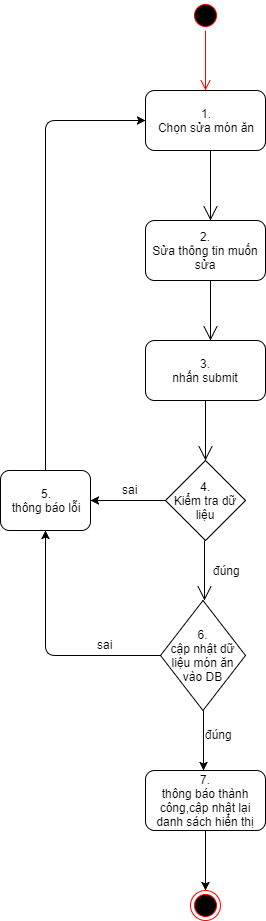 1.
Chọn sửa món ăn
2.
Sửa thông tin muốn
sửa
3.
nhấn submit
4.
Kiểm tra dữ
liệu
sai
5.
thông báo lỗi
đúng
6.
cập nhật dữ
liệu món ăn
vào DB
sai
đúng
7.
thông báo thành
công,cập nhật lại
danh sách hiển thị